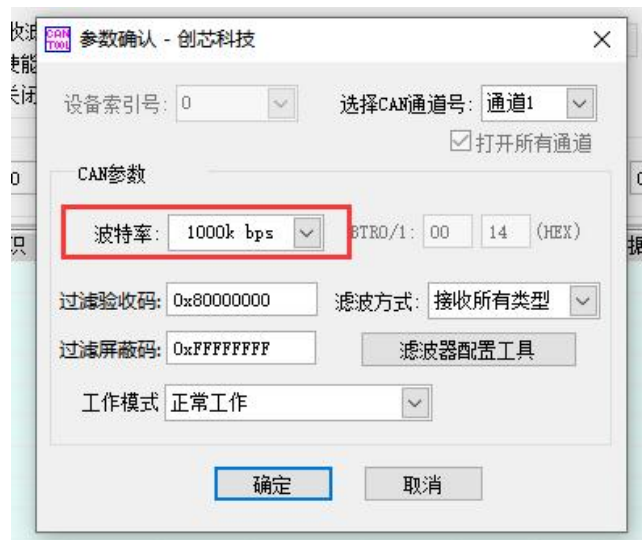 CAN TOOL 参数确认 - 创芯科技
设备索引号: 0 选择CAN通道号: 通道1
打开所有通道
CAN参数
波特率: 1000k bps BTR0/1: 00 14 (HEX)
过滤验收码: 0x80000000 滤波方式: 接收所有类型
过滤屏蔽码: 0xFFFFFFFF 滤波器配置工具
工作模式 正常工作
确定 取消